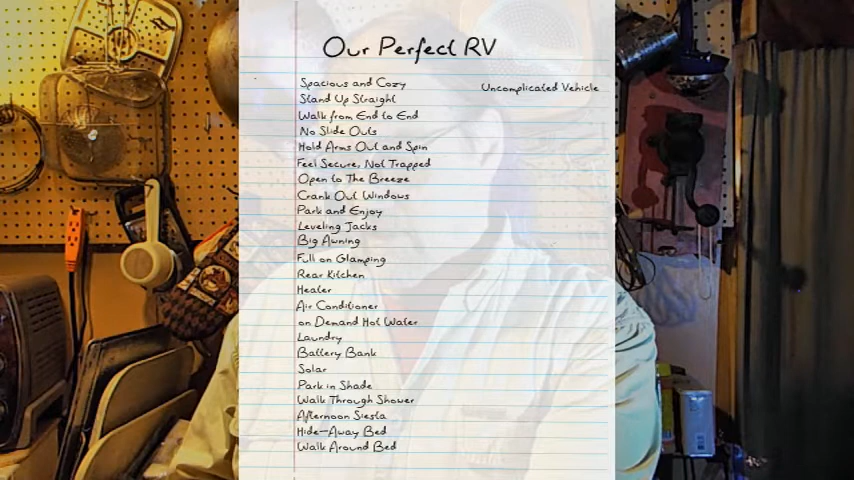 Our Perfect RV
Spacious and Cozy
Stand Up Straight
Walk from End to End
No Slide Outs
Hold Arms Out and Spin
Feel Secure, Not Trapped
Open to The Breeze
Crank Out Windows
Park and Enjoy
Leveling Jacks
Big Awning
Full on Glamping
Rear Kitchen
Heater
Air Conditioner
on Demand Hot Water
Laundry
Battery Bank
Solar
Park in Shade
Walk Through Shower
Afternoon Siesta
Hide-Away Bed
Walk Around Bed
Uncomplicated Vehicle